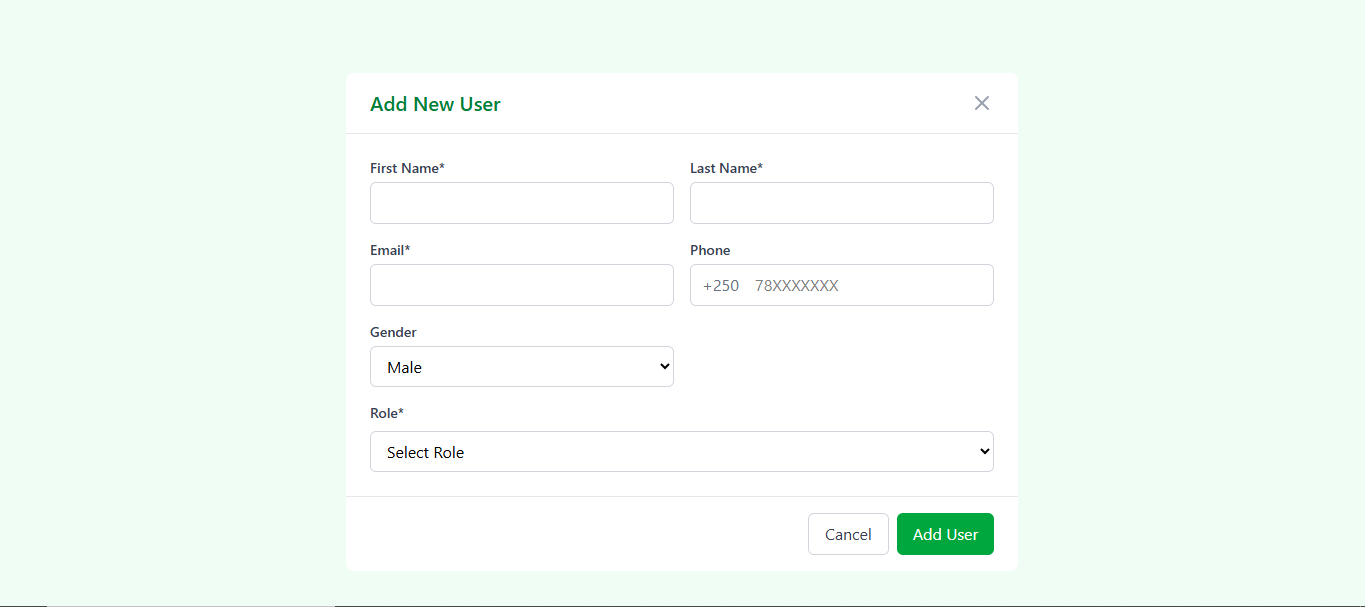 Add New User
First Name* Last Name*
Email* Phone
+250 78XXXXXXX
Gender
Male
Role*
Select Role
Cancel Add User